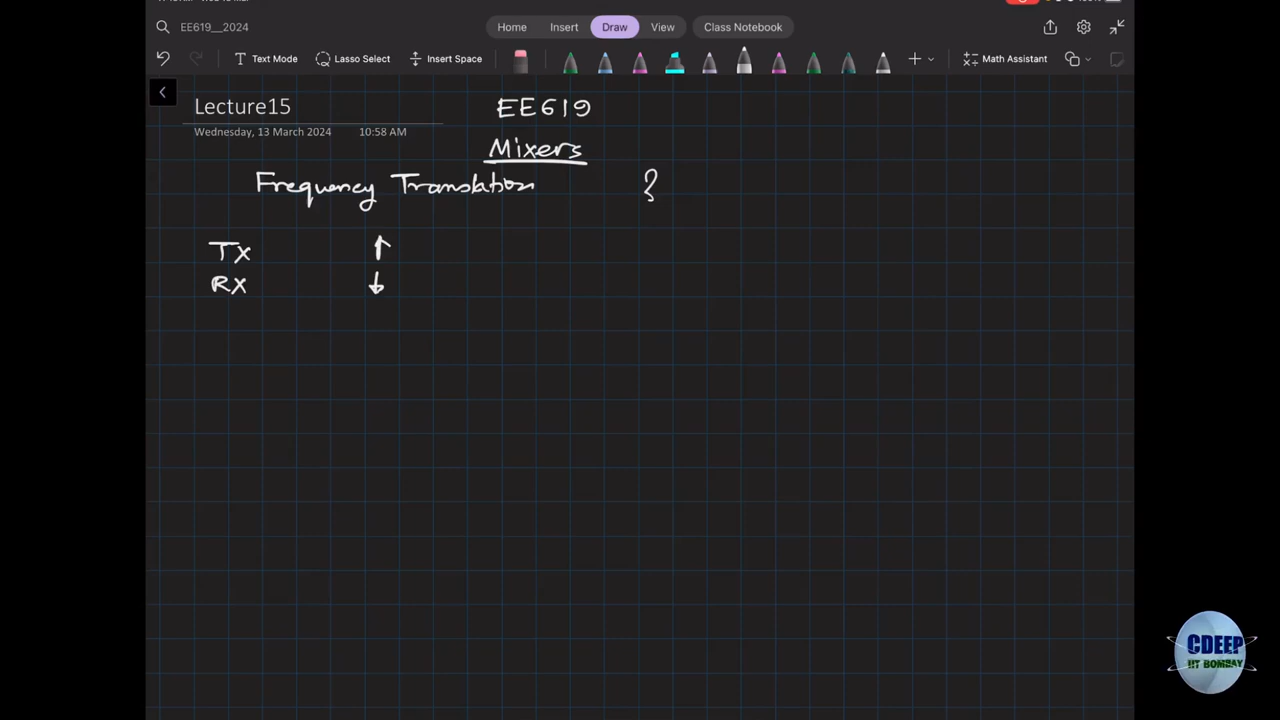 EE619__2024
Home Insert Draw View Class Notebook
Text Mode Lasso Select Insert Space Math Assistant
Lecture15
EE619
Wednesday, 13 March 2024 10:58 AM
Mixers
Frequency Translation }
TX ↑
RX ↓
CDEEP
IIT BOMBAY